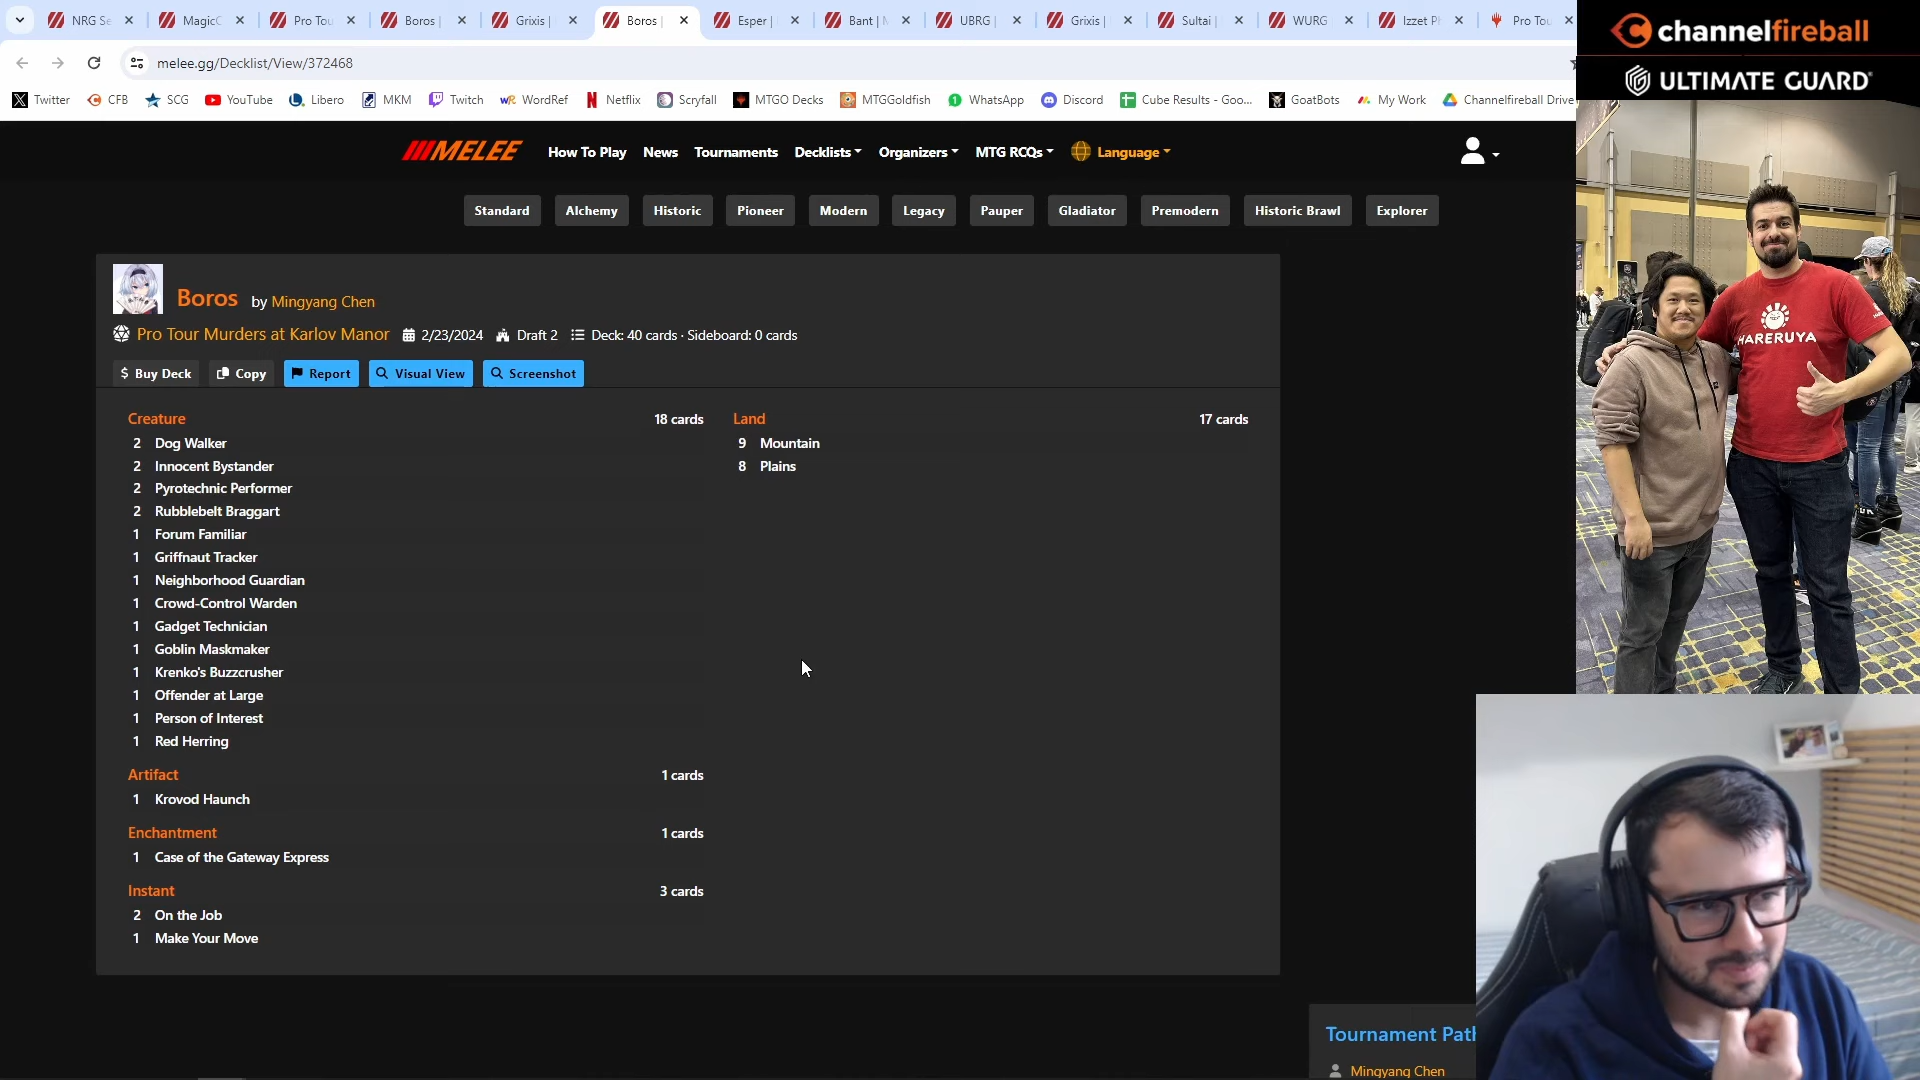 NRG Se
MagicC
Pro Tou
Boros |
Grixis |
Boros |
Esper |
Bant | M
UBRG |
Grixis |
Sultai |
WURG
Izzet Ph
Pro Tou
melee.gg/Decklist/View/372468
Twitter
CFB
SCG
YouTube
Libero
MKM
Twitch
WordRef
Netflix
Scryfall
MTGO Decks
MTGGoldfish
WhatsApp
Discord
Cube Results - Goo...
GoatBots
My Work
Channelfireball Drive
channelfireball
ULTIMATE GUARD
MELEE
How To Play
News
Tournaments
Decklists
Organizers
MTG RCQs
Language
Standard
Alchemy
Historic
Pioneer
Modern
Legacy
Pauper
Gladiator
Premodern
Historic Brawl
Explorer
Boros by Mingyang Chen
Pro Tour Murders at Karlov Manor 2/23/2024 Draft 2 Deck: 40 cards · Sideboard: 0 cards
$ Buy Deck
Copy
Report
Visual View
Screenshot
Creature 18 cards
2 Dog Walker
2 Innocent Bystander
2 Pyrotechnic Performer
2 Rubblebelt Braggart
1 Forum Familiar
1 Griffnaut Tracker
1 Neighborhood Guardian
1 Crowd-Control Warden
1 Gadget Technician
1 Goblin Maskmaker
1 Krenko's Buzzcrusher
1 Offender at Large
1 Person of Interest
1 Red Herring
Artifact 1 cards
1 Krovod Haunch
Enchantment 1 cards
1 Case of the Gateway Express
Instant 3 cards
2 On the Job
1 Make Your Move
Land 17 cards
9 Mountain
8 Plains
HARERUYA
Tournament Path
Mingyang Chen